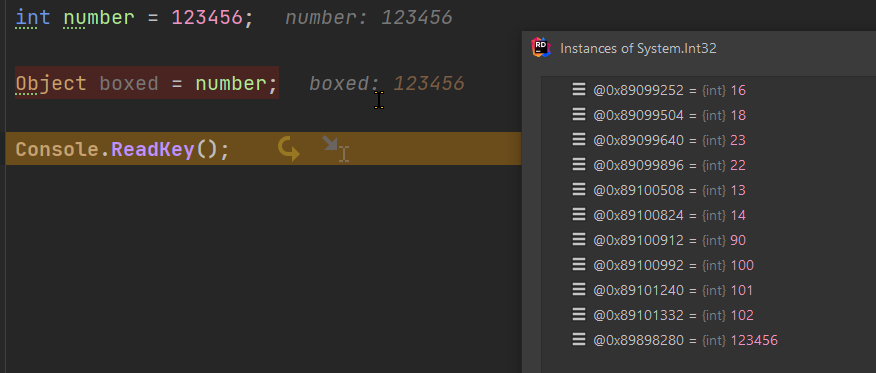 int number = 123456; number: 123456
Object boxed = number; boxed: 123456
Console.ReadKey();
RD Instances of System.Int32
@0x89099252 = {int} 16
@0x89099504 = {int} 18
@0x89099640 = {int} 23
@0x89099896 = {int} 22
@0x89100508 = {int} 13
@0x89100824 = {int} 14
@0x89100912 = {int} 90
@0x89100992 = {int} 100
@0x89101240 = {int} 101
@0x89101332 = {int} 102
@0x89898280 = {int} 123456